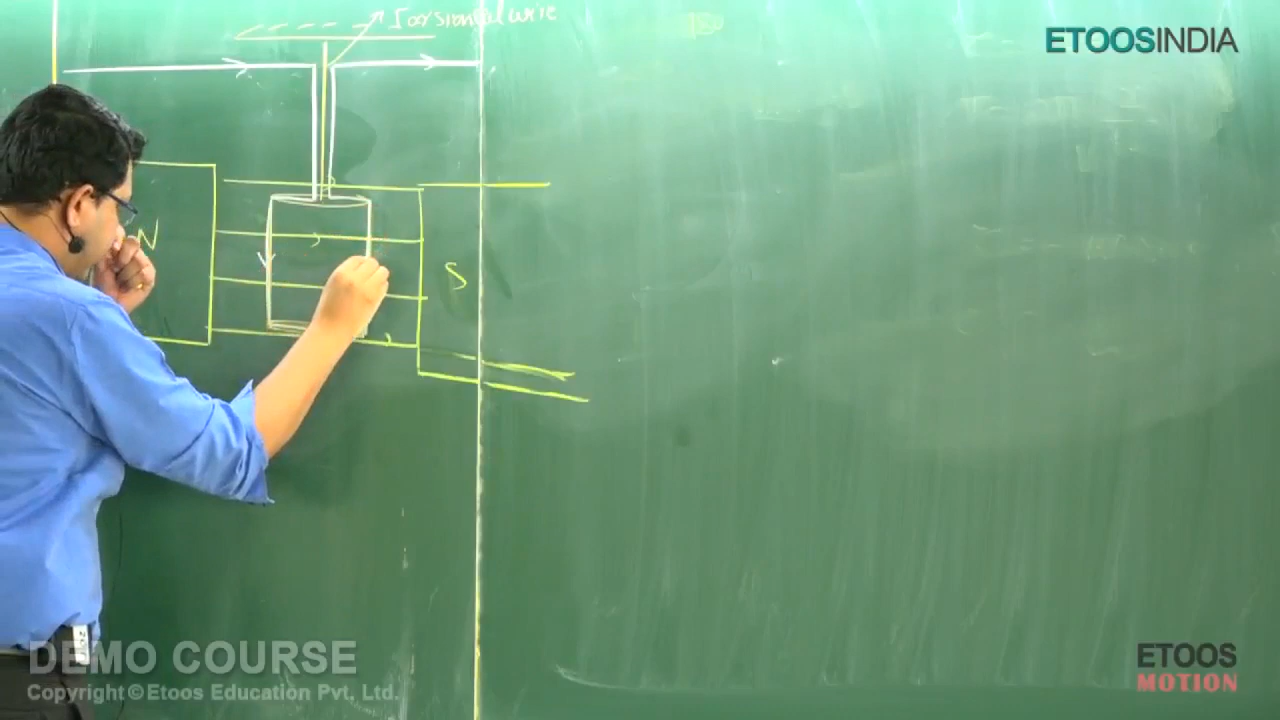 Torsional wire
ETOOSINDIA
N
S
DEMO COURSE
Copyright © Etoos Education Pvt. Ltd.
ETOOS
MOTION